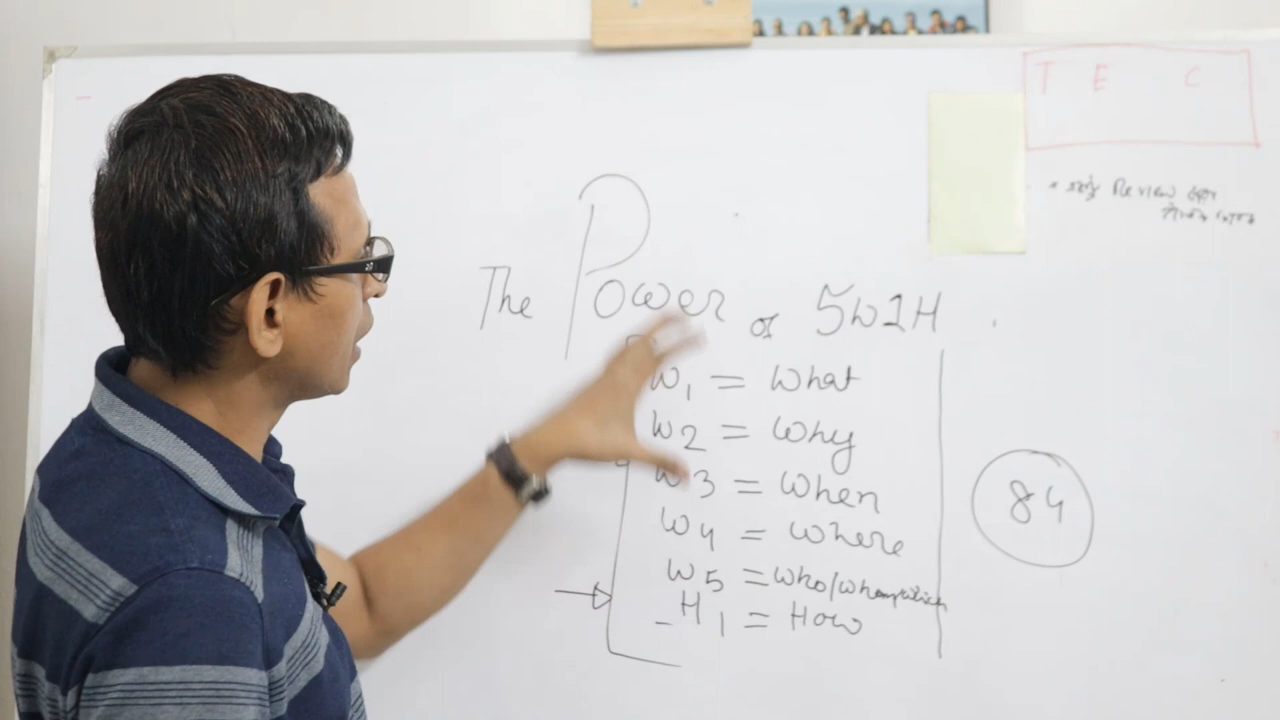 T E C
Review
The Power of 5W1H
W1 = What
W2 = Why
W3 = When
W4 = Where
84
W5 = Who/Whom/which
H1 = How